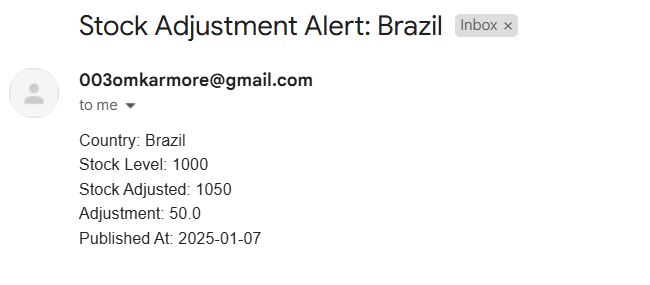 Stock Adjustment Alert: Brazil Inbox ×
003omkarmore@gmail.com
to me
Country: Brazil
Stock Level: 1000
Stock Adjusted: 1050
Adjustment: 50.0
Published At: 2025-01-07